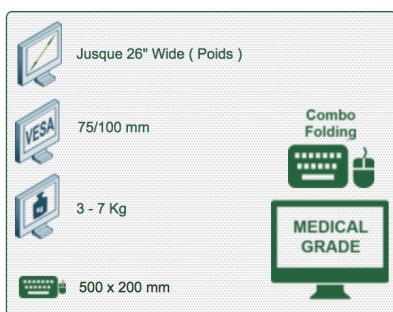 Jusque 26" Wide ( Poids )
VESA
75/100 mm
Combo
Folding
3 - 7 Kg
MEDICAL
GRADE
500 x 200 mm